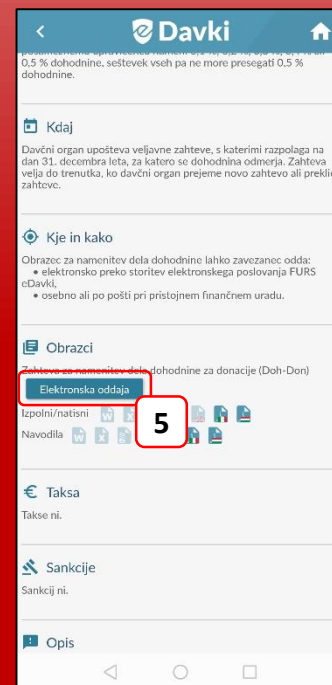 Davki
0,5 % dohodnine, seštevek vseh pa ne more presegati 0,5 %
dohodnine.
Kdaj
Davčni organ upošteva veljavne zahteve, s katerimi razpolaga na
dan 31. decembra leta, za katero se dohodnina odmerja. Zahteva
velja do trenutka, ko davčni organ prejme novo zahtevo ali preklic
zahteve.
Kje in kako
Obrazec za namenitev dela dohodnine lahko zavezanec odda:
• elektronsko preko storitev elektronskega poslovanja FURS
eDavki,
• osebno ali po pošti pri pristojnem finančnem uradu.
Obrazci
Zahteva za namenitev dela dohodnine za donacije (Doh-Don)
Elektronska oddaja
Izpolni/natisni
5
Navodila
Taksa
Takse ni.
Sankcije
Sankcij ni.
Opis